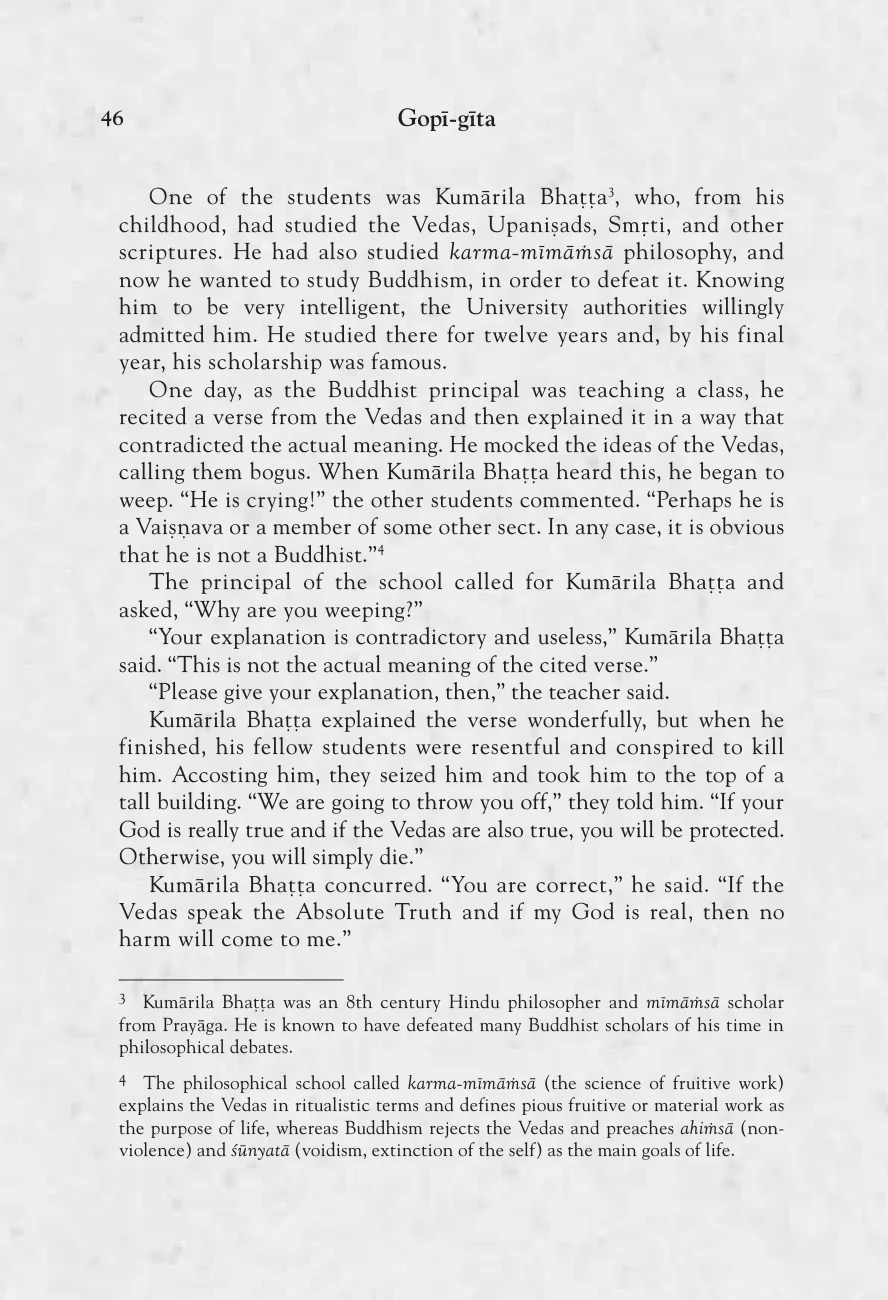 46
Gopī-gīta
One of the students was Kumārila Bhaṭṭa³, who, from his
childhood, had studied the Vedas, Upaniṣads, Smṛti, and other
scriptures. He had also studied karma-mīmāṁsā philosophy, and
now he wanted to study Buddhism, in order to defeat it. Knowing
him to be very intelligent, the University authorities willingly
admitted him. He studied there for twelve years and, by his final
year, his scholarship was famous.
One day, as the Buddhist principal was teaching a class, he
recited a verse from the Vedas and then explained it in a way that
contradicted the actual meaning. He mocked the ideas of the Vedas,
calling them bogus. When Kumārila Bhaṭṭa heard this, he began to
weep. “He is crying!” the other students commented. “Perhaps he is
a Vaiṣṇava or a member of some other sect. In any case, it is obvious
that he is not a Buddhist.”⁴
The principal of the school called for Kumārila Bhaṭṭa and
asked, “Why are you weeping?”
“Your explanation is contradictory and useless,” Kumārila Bhaṭṭa
said. “This is not the actual meaning of the cited verse.”
“Please give your explanation, then,” the teacher said.
Kumārila Bhaṭṭa explained the verse wonderfully, but when he
finished, his fellow students were resentful and conspired to kill
him. Accosting him, they seized him and took him to the top of a
tall building. “We are going to throw you off,” they told him. “If your
God is really true and if the Vedas are also true, you will be protected.
Otherwise, you will simply die.”
Kumārila Bhaṭṭa concurred. “You are correct,” he said. “If the
Vedas speak the Absolute Truth and if my God is real, then no
harm will come to me.”
3 Kumārila Bhaṭṭa was an 8th century Hindu philosopher and mīmāṁsā scholar
from Prayāga. He is known to have defeated many Buddhist scholars of his time in
philosophical debates.
4 The philosophical school called karma-mīmāṁsā (the science of fruitive work)
explains the Vedas in ritualistic terms and defines pious fruitive or material work as
the purpose of life, whereas Buddhism rejects the Vedas and preaches ahiṁsā (non-
violence) and śūnyatā (voidism, extinction of the self) as the main goals of life.